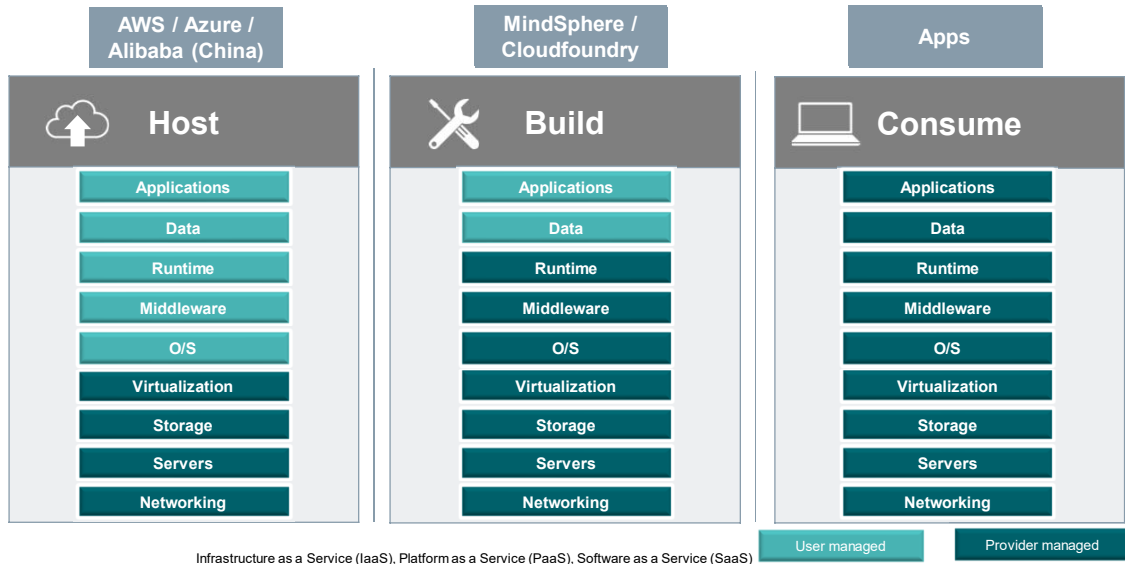 AWS / Azure /
Alibaba (China)
MindSphere /
Cloudfoundry
Apps
Host
Build
Consume
Applications
Data
Runtime
Middleware
O/S
Virtualization
Storage
Servers
Networking
Applications
Data
Runtime
Middleware
O/S
Virtualization
Storage
Servers
Networking
Applications
Data
Runtime
Middleware
O/S
Virtualization
Storage
Servers
Networking
User managed
Provider managed
Infrastructure as a Service (IaaS), Platform as a Service (PaaS), Software as a Service (SaaS)